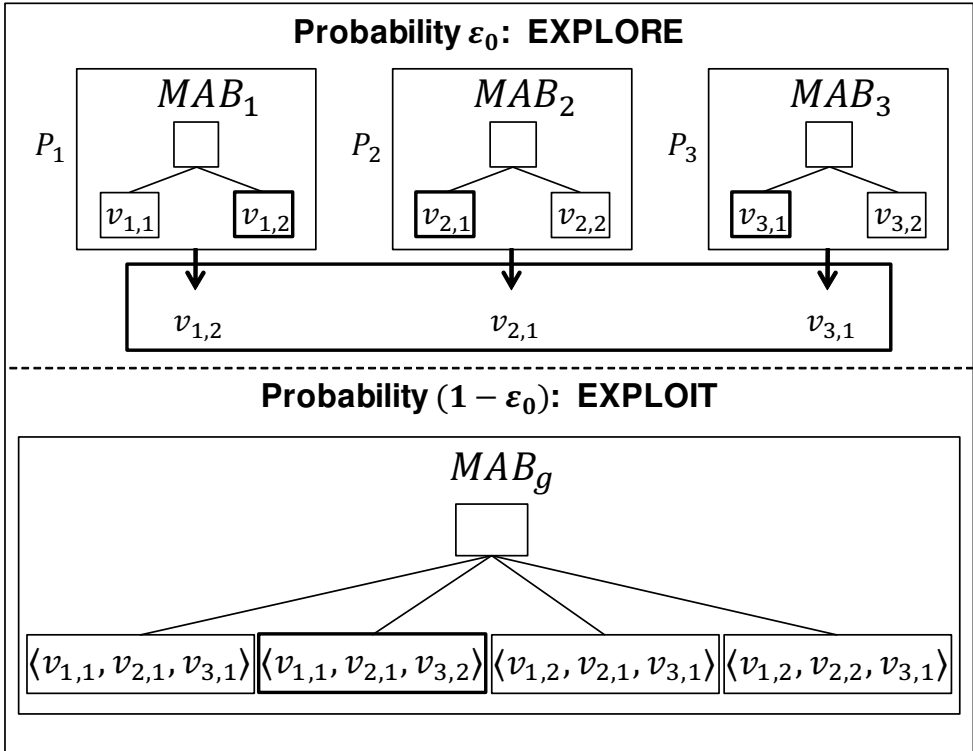 Probability ε₀: EXPLORE
MAB₁ MAB₂ MAB₃
P₁ P₂ P₃
v₁,₁ v₁,₂ v₂,₁ v₂,₂ v₃,₁ v₃,₂
v₁,₂ v₂,₁ v₃,₁
Probability (1 − ε₀): EXPLOIT
MAB_g
⟨v₁,₁, v₂,₁, v₃,₁⟩ ⟨v₁,₁, v₂,₁, v₃,₂⟩ ⟨v₁,₂, v₂,₁, v₃,₁⟩ ⟨v₁,₂, v₂,₂, v₃,₁⟩